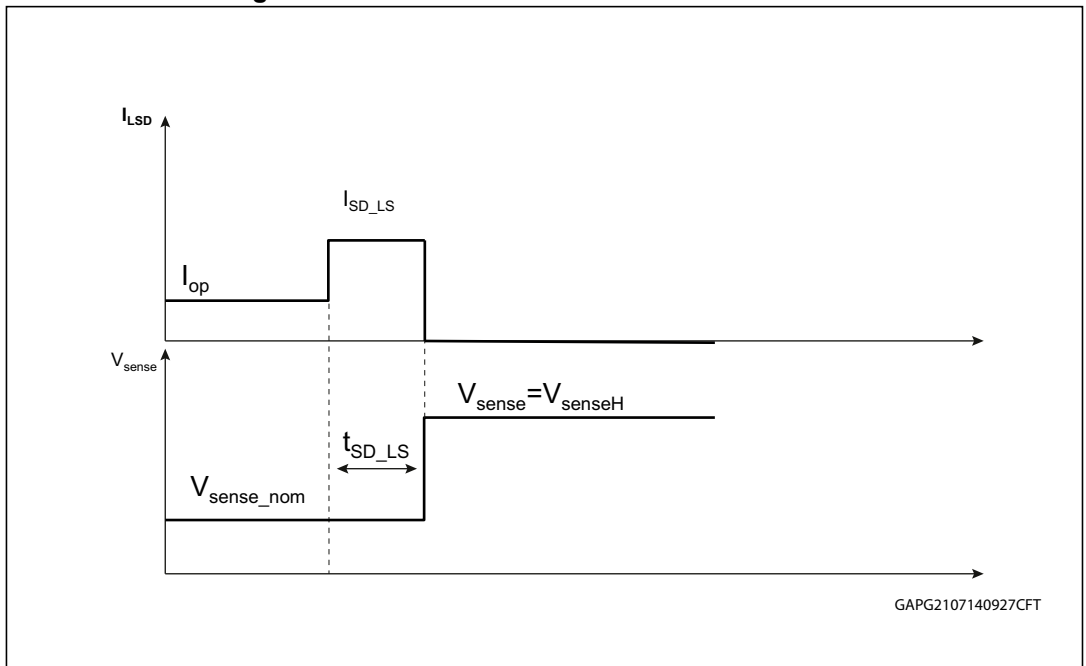 I_LSD
I_SD_LS
I_op
V_sense
V_sense=V_senseH
t_SD_LS
V_sense_nom
GAPG2107140927CFT